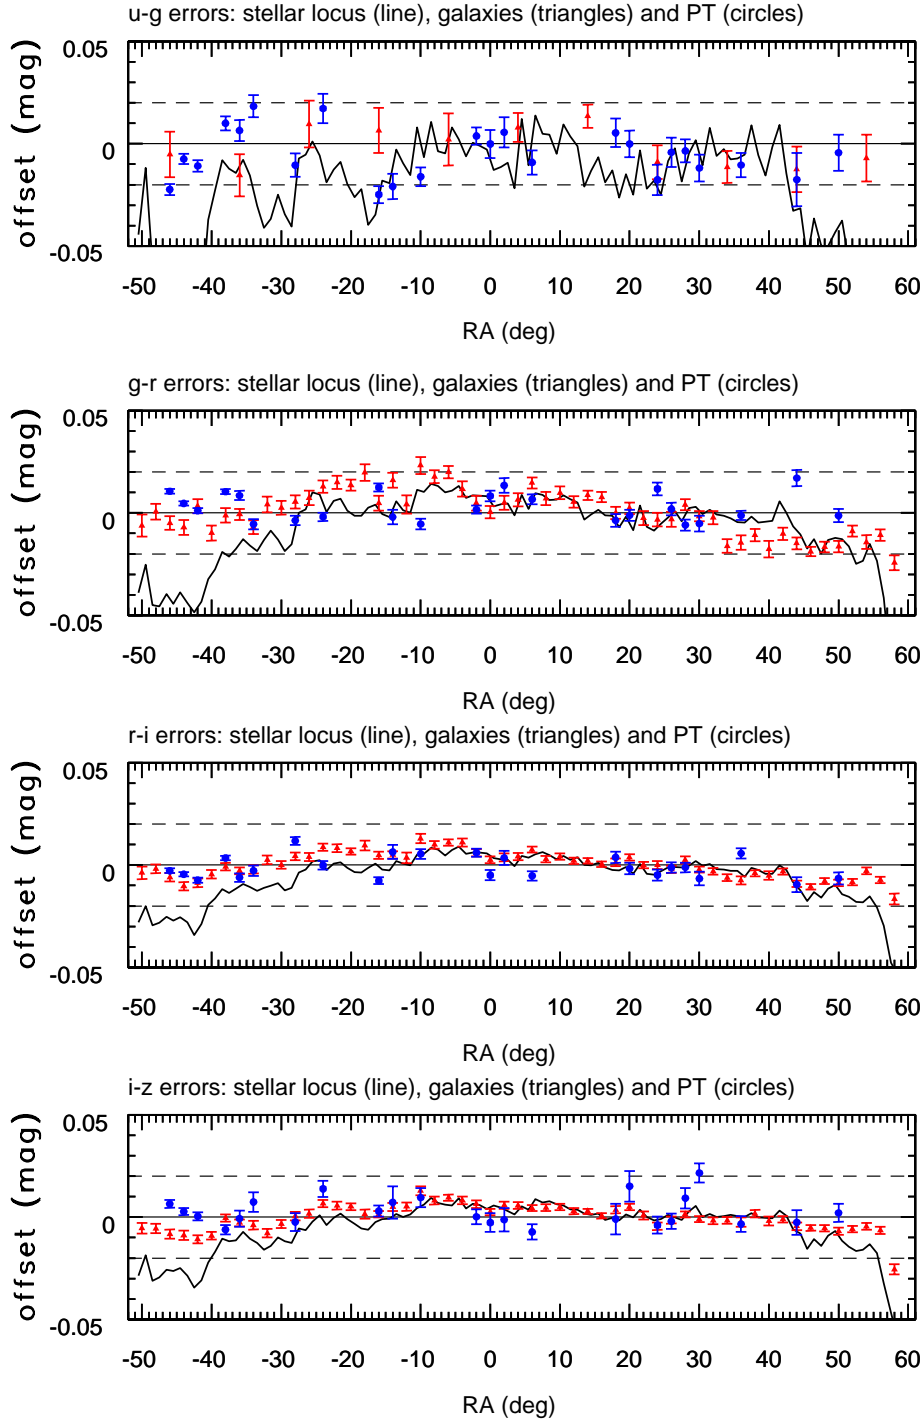 u-g errors: stellar locus (line), galaxies (triangles) and PT (circles)
0.05
0
-0.05
offset (mag)
-50 -40 -30 -20 -10 0 10 20 30 40 50 60
RA (deg)
g-r errors: stellar locus (line), galaxies (triangles) and PT (circles)
0.05
0
-0.05
offset (mag)
-50 -40 -30 -20 -10 0 10 20 30 40 50 60
RA (deg)
r-i errors: stellar locus (line), galaxies (triangles) and PT (circles)
0.05
0
-0.05
offset (mag)
-50 -40 -30 -20 -10 0 10 20 30 40 50 60
RA (deg)
i-z errors: stellar locus (line), galaxies (triangles) and PT (circles)
0.05
0
-0.05
offset (mag)
-50 -40 -30 -20 -10 0 10 20 30 40 50 60
RA (deg)